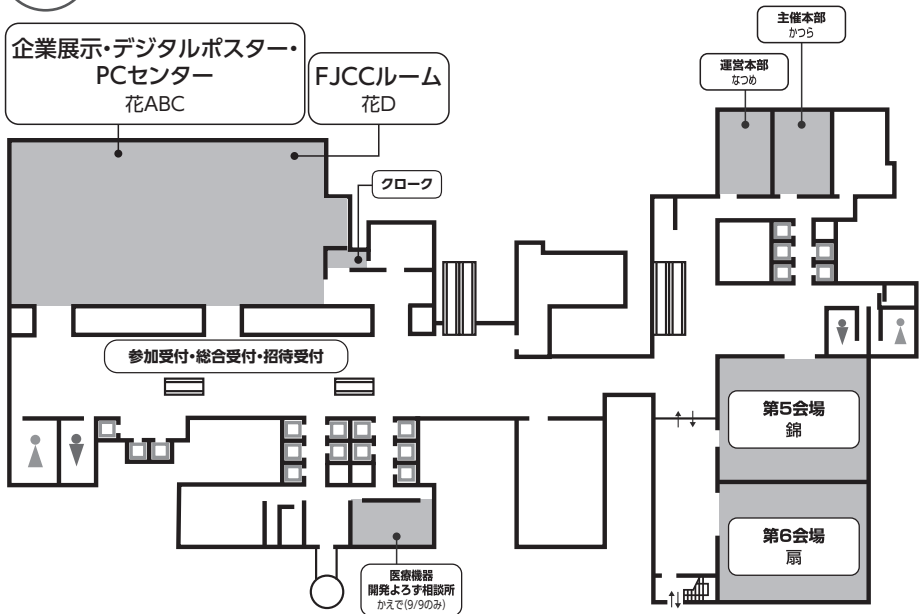 企業展示・デジタルポスター・
PCセンター
花ABC
FJCCルーム
花D
クローク
主催本部
かつら
運営本部
なつめ
参加受付・総合受付・招待受付
第5会場
錦
第6会場
扇
医療機器
開発よろず相談所
かえで(9/9のみ)